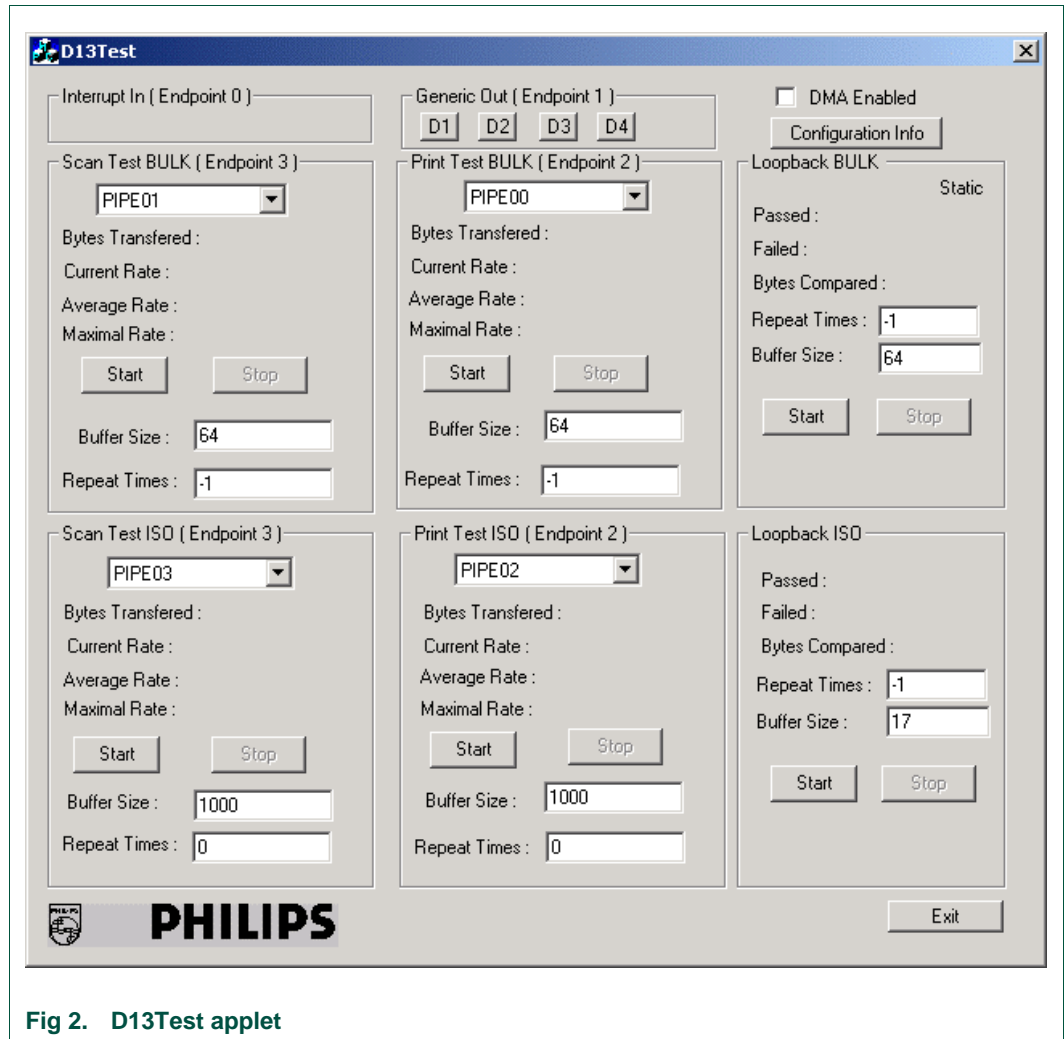 D13Test
Interrupt In ( Endpoint 0 )
Generic Out ( Endpoint 1 )
D1 D2 D3 D4
DMA Enabled
Configuration Info
Scan Test BULK ( Endpoint 3 )
PIPE01
Bytes Transfered :
Current Rate :
Average Rate :
Maximal Rate :
Start Stop
Buffer Size : 64
Repeat Times : -1
Print Test BULK ( Endpoint 2 )
PIPE00
Bytes Transfered :
Current Rate :
Average Rate :
Maximal Rate :
Start Stop
Buffer Size : 64
Repeat Times : -1
Loopback BULK
Static
Passed :
Failed :
Bytes Compared :
Repeat Times : -1
Buffer Size : 64
Start Stop
Scan Test ISO ( Endpoint 3 )
PIPE03
Bytes Transfered :
Current Rate :
Average Rate :
Maximal Rate :
Start Stop
Buffer Size : 1000
Repeat Times : 0
Print Test ISO ( Endpoint 2 )
PIPE02
Bytes Transfered :
Current Rate :
Average Rate :
Maximal Rate :
Start Stop
Buffer Size : 1000
Repeat Times : 0
Loopback ISO
Passed :
Failed :
Bytes Compared :
Repeat Times : -1
Buffer Size : 17
Start Stop
PHILIPS
PHILIPS
Exit
Fig 2. D13Test applet